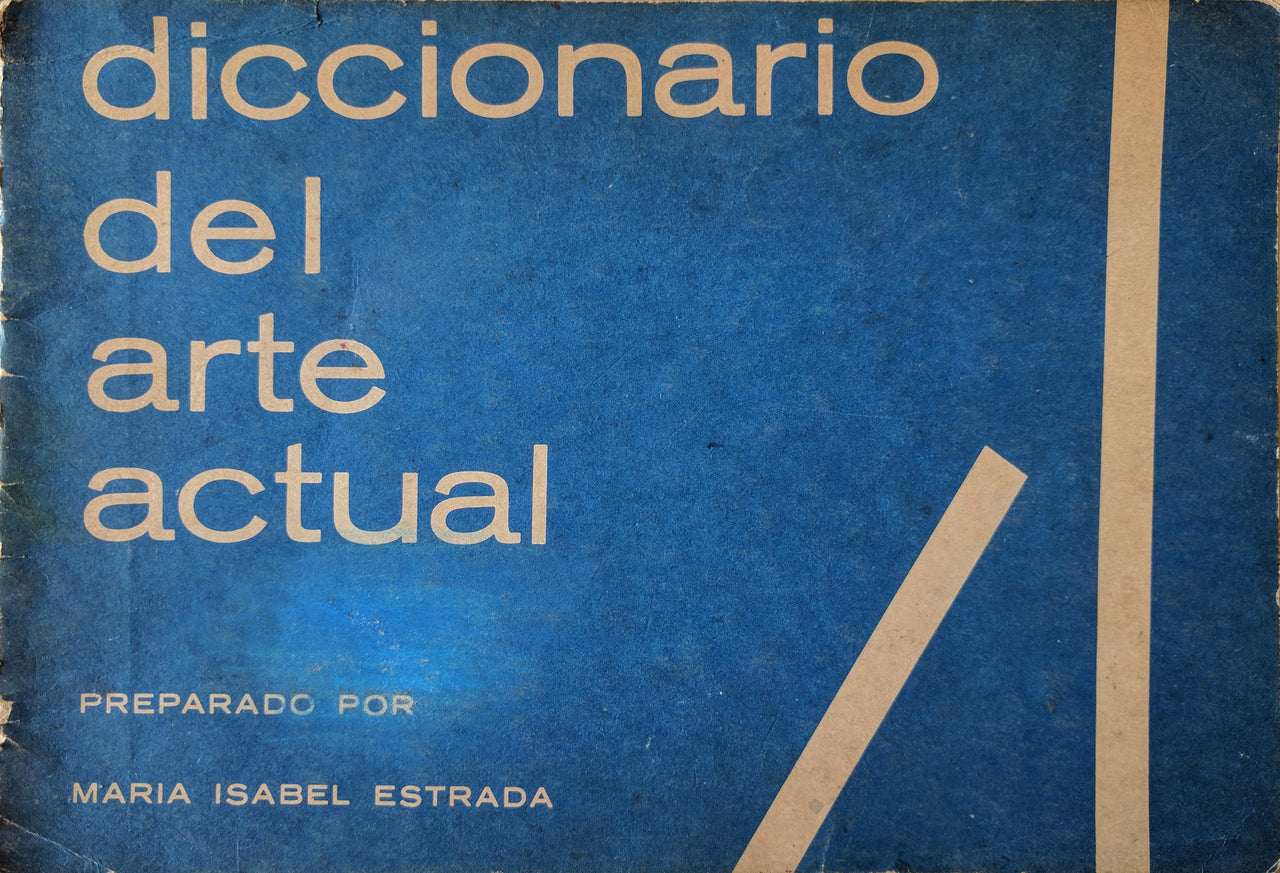 diccionario
del
arte
actual
PREPARADO POR
MARIA ISABEL ESTRADA